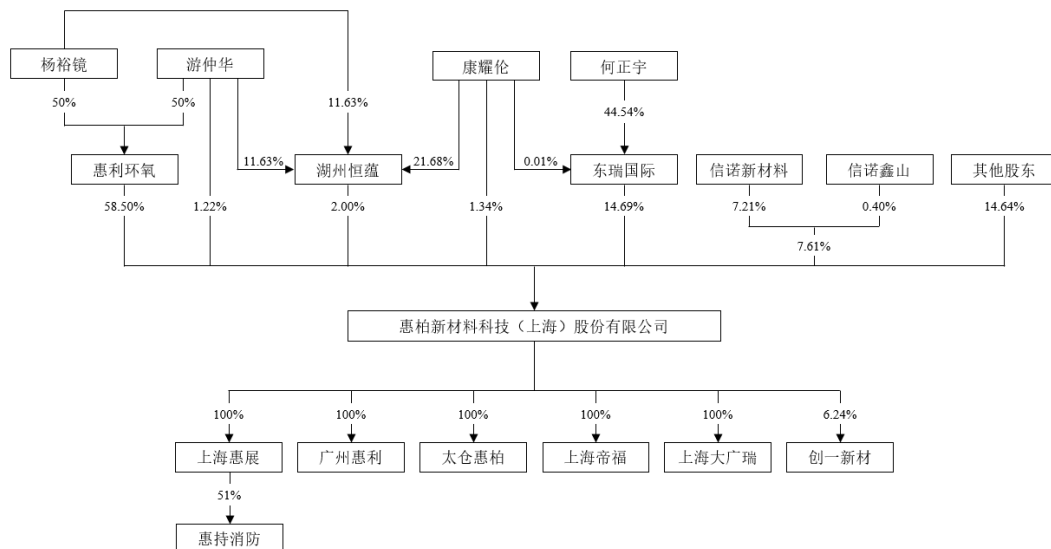 杨裕镜
游仲华
康耀伦
何正宇
50%
50%
11.63%
44.54%
11.63%
21.68%
0.01%
惠利环氧
湖州恒蕴
东瑞国际
信诺新材料
信诺鑫山
其他股东
58.50%
1.22%
2.00%
1.34%
14.69%
7.21%
0.40%
14.64%
7.61%
惠柏新材料科技（上海）股份有限公司
100%
100%
100%
100%
100%
6.24%
上海惠展
广州惠利
太仓惠柏
上海帝福
上海大广瑞
创一新材
51%
惠持消防